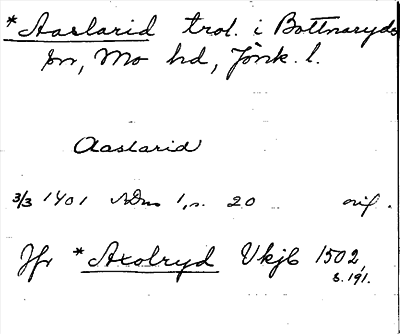 *Aaslarid trol. i Bottnaryds
sn, Mo hd, Jönk. l.
Aaslarid
3/3 1401 SDns 1, s. 20 orig.
Jfr *Axolryd Vkjb 1502,
s. 191.